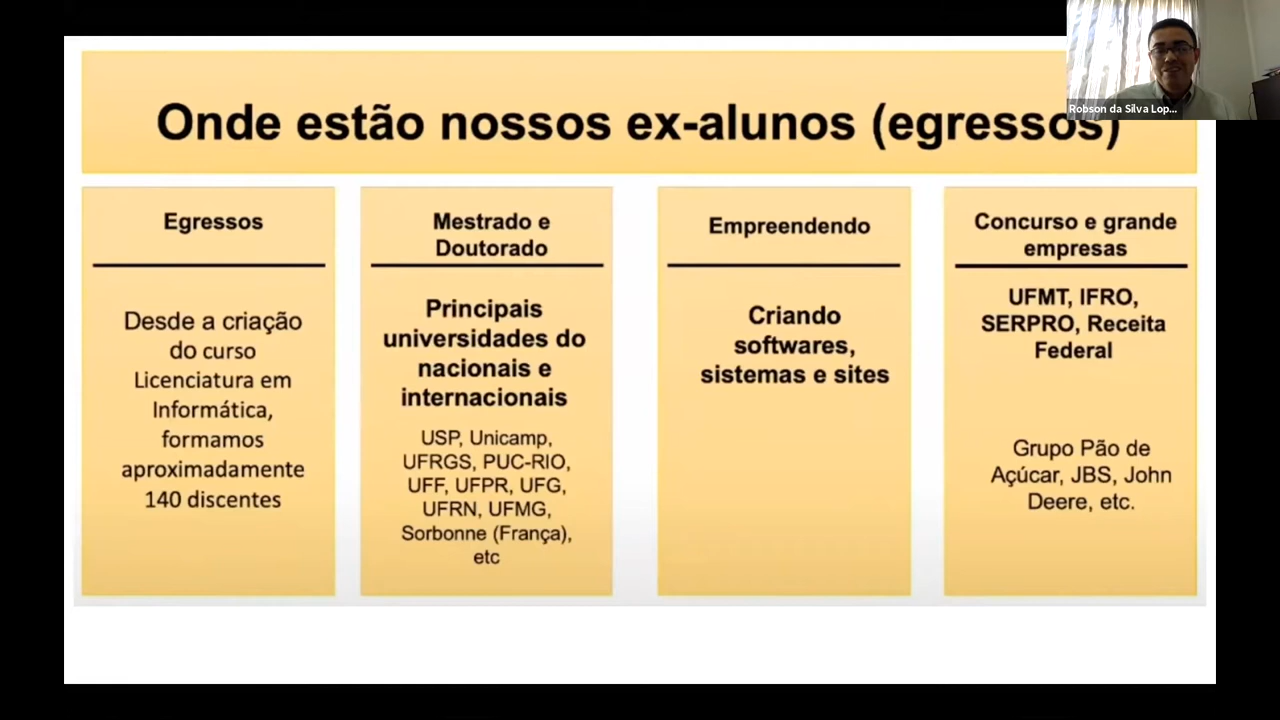 Onde estão nossos ex-alunos (egressos)
Robson da Silva Lop...
Egressos
Desde a criação
do curso
Licenciatura em
Informática,
formamos
aproximadamente
140 discentes
Mestrado e
Doutorado
Principais
universidades do
nacionais e
internacionais
USP, Unicamp,
UFRGS, PUC-RIO,
UFF, UFPR, UFG,
UFRN, UFMG,
Sorbonne (França),
etc
Empreendendo
Criando
softwares,
sistemas e sites
Concurso e grande
empresas
UFMT, IFRO,
SERPRO, Receita
Federal
Grupo Pão de
Açúcar, JBS, John
Deere, etc.